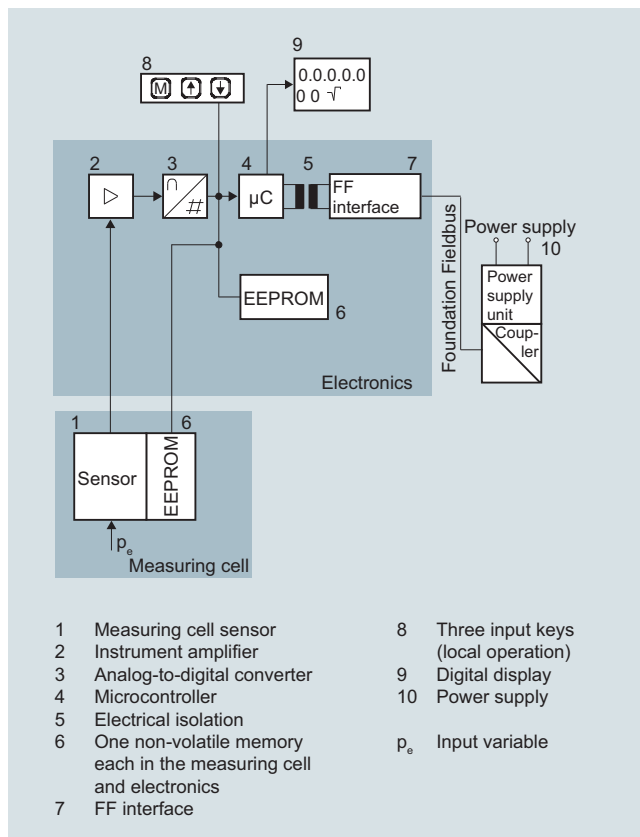 9
8
0.0.0.0.0
0 0 √
M
2
3
4
5
7
∩
#
µC
FF
interface
Power supply
10
Foundation Fieldbus
Power
supply
unit
Coup-
ler
EEPROM
6
Electronics
1
6
Sensor
EEPROM
pe
Measuring cell
1 Measuring cell sensor
2 Instrument amplifier
3 Analog-to-digital converter
4 Microcontroller
5 Electrical isolation
6 One non-volatile memory
each in the measuring cell
and electronics
7 FF interface
8 Three input keys
(local operation)
9 Digital display
10 Power supply
pe Input variable